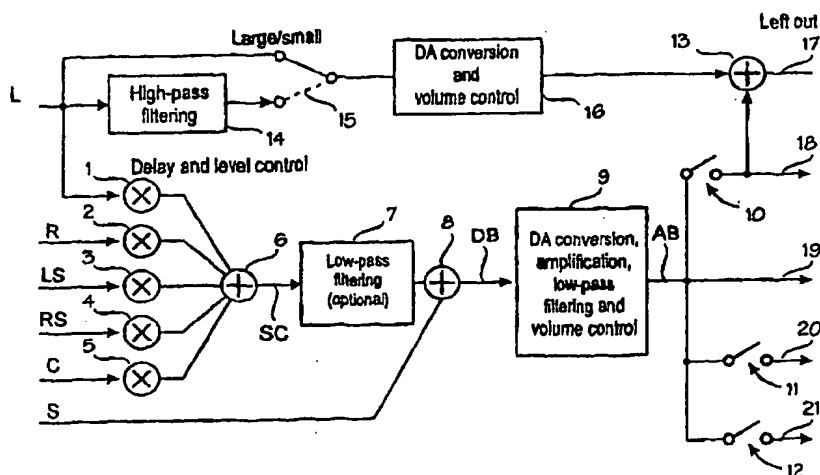 Large/small
Left out
13
17
L
High-pass
filtering
14
15
DA conversion
and
volume control
16
18
Delay and level control
1
R
2
LS
3
RS
4
C
5
S
6
SC
7
Low-pass
filtering
(optional)
8
DB
9
DA conversion,
amplification,
low-pass
filtering and
volume control
AB
10
19
20
11
21
12